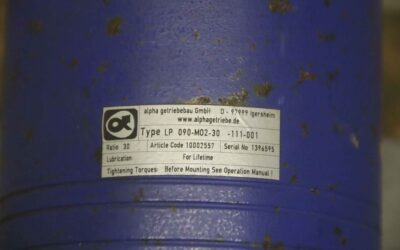 alpha getriebebau GmbH D - 97999 Igersheim
www.alphagetriebe.de
Type LP 090-MO2-30 -111-001
Ratio 30 Article Code 10002557 Serial No 1396595
Lubrication For Lifetime
Tightening Torques: Before Mounting See Operation Manual !